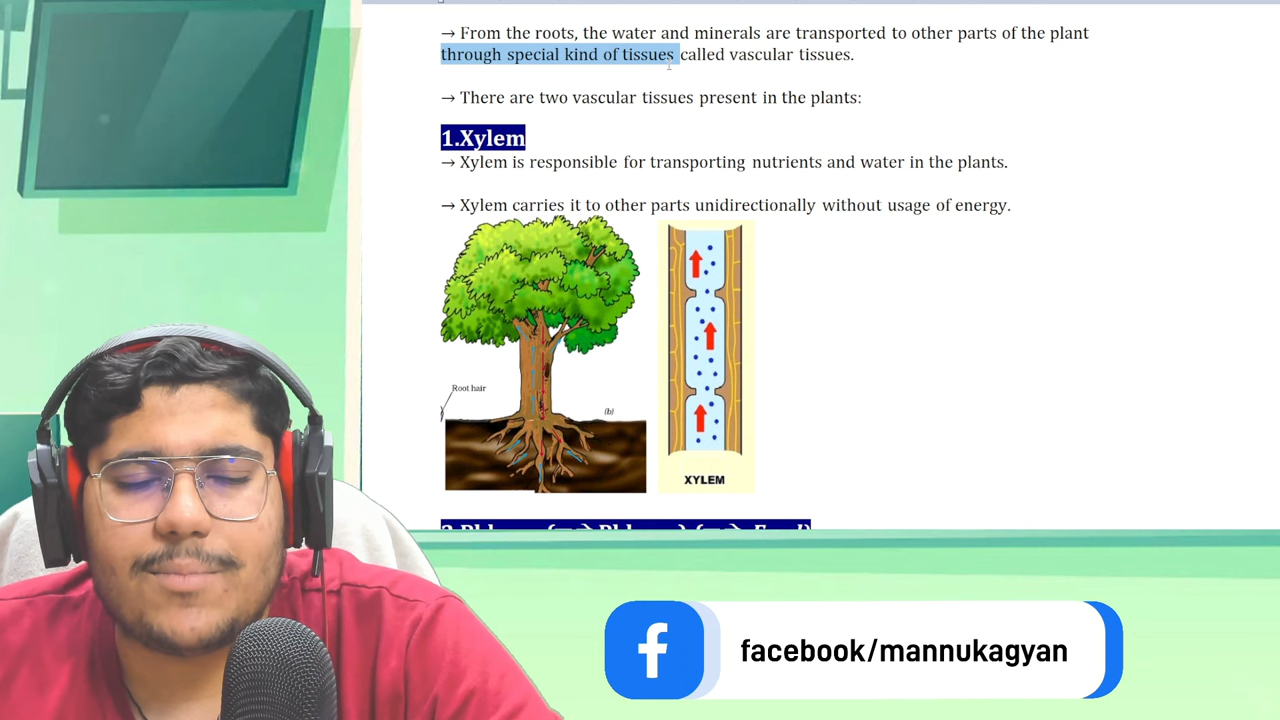 → From the roots, the water and minerals are transported to other parts of the plant
through special kind of tissues called vascular tissues.
→ There are two vascular tissues present in the plants:
1.Xylem
→ Xylem is responsible for transporting nutrients and water in the plants.
→ Xylem carries it to other parts unidirectionally without usage of energy.
Root hair
(b)
XYLEM
facebook/mannukagyan